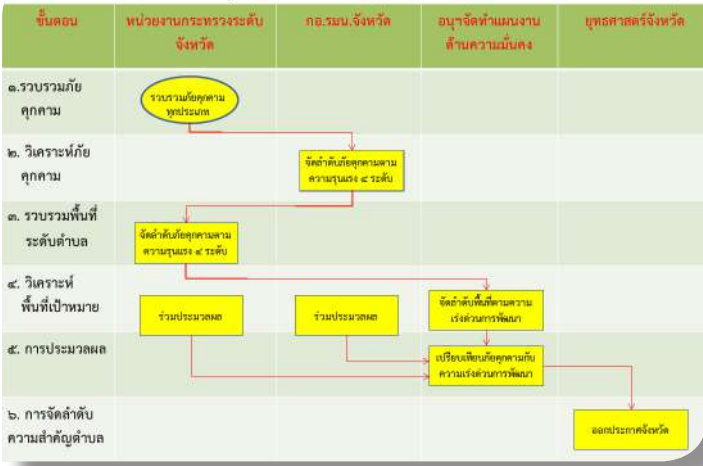 ขั้นตอน
หน่วยงานกระทรวงระดับ
จังหวัด
กอ.รมน.จังหวัด
อนุฯจัดทำแผนงาน
ด้านความมั่นคง
ยุทธศาสตร์จังหวัด
๑.รวบรวมภัย
คุกคาม
รวบรวมภัยคุกคาม
ทุกประเภท
๒. วิเคราะห์ภัย
คุกคาม
จัดลำดับภัยคุกคามตาม
ความรุนแรง ๔ ระดับ
๓. รวบรวมพื้นที่
ระดับตำบล
จัดลำดับภัยคุกคามตาม
ความรุนแรง ๔ ระดับ
๔. วิเคราะห์
พื้นที่เป้าหมาย
ร่วมประมวลผล
ร่วมประมวลผล
จัดลำดับพื้นที่ตามความ
เร่งด่วนการพัฒนา
๕. การประมวลผล
เปรียบเทียบภัยคุกคามกับ
ความเร่งด่วนการพัฒนา
๖. การจัดลำดับ
ความสำคัญตำบล
ออกประกาศจังหวัด